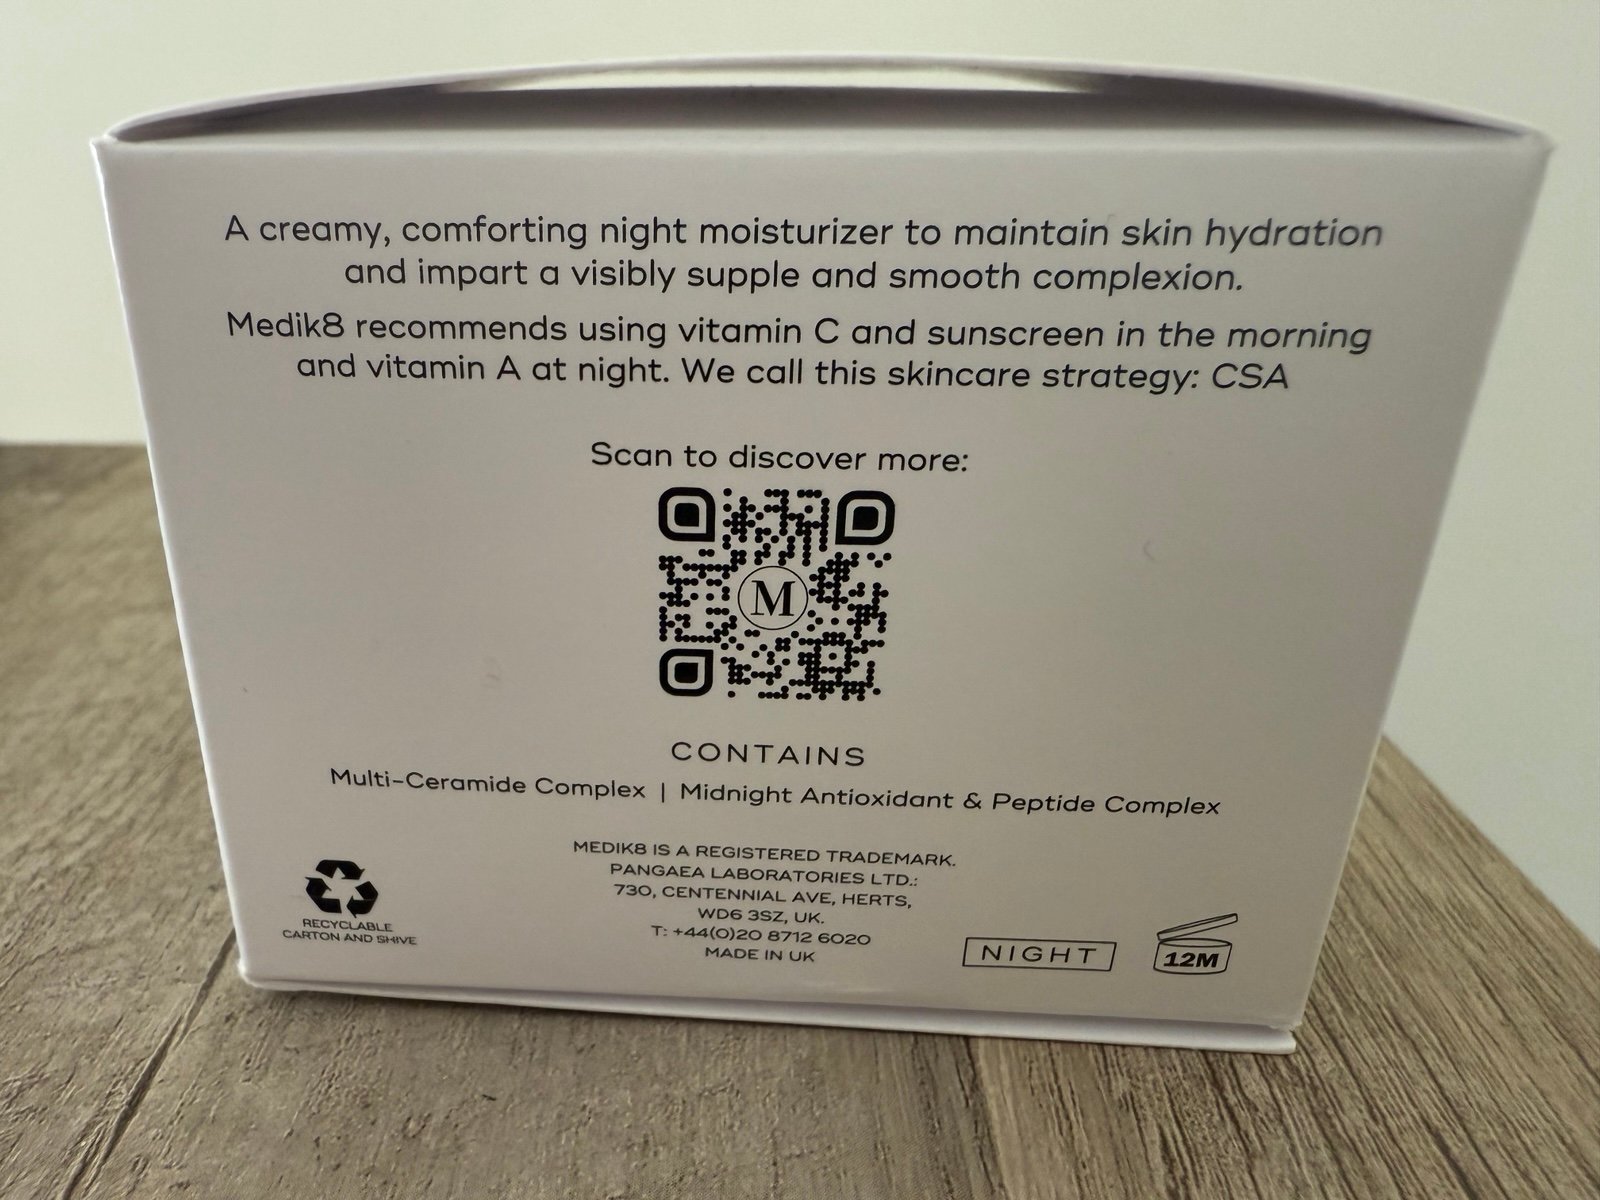 A creamy, comforting night moisturizer to maintain skin hydration
and impart a visibly supple and smooth complexion.
Medik8 recommends using vitamin C and sunscreen in the morning
and vitamin A at night. We call this skincare strategy: CSA
Scan to discover more:
M
CONTAINS
Multi-Ceramide Complex | Midnight Antioxidant & Peptide Complex
MEDIK8 IS A REGISTERED TRADEMARK.
PANGAEA LABORATORIES LTD.:
730, CENTENNIAL AVE, HERTS,
WD6 3SZ, UK.
T: +44(0)20 8712 6020
MADE IN UK
RECYCLABLE
CARTON AND SHIVE
NIGHT
12M